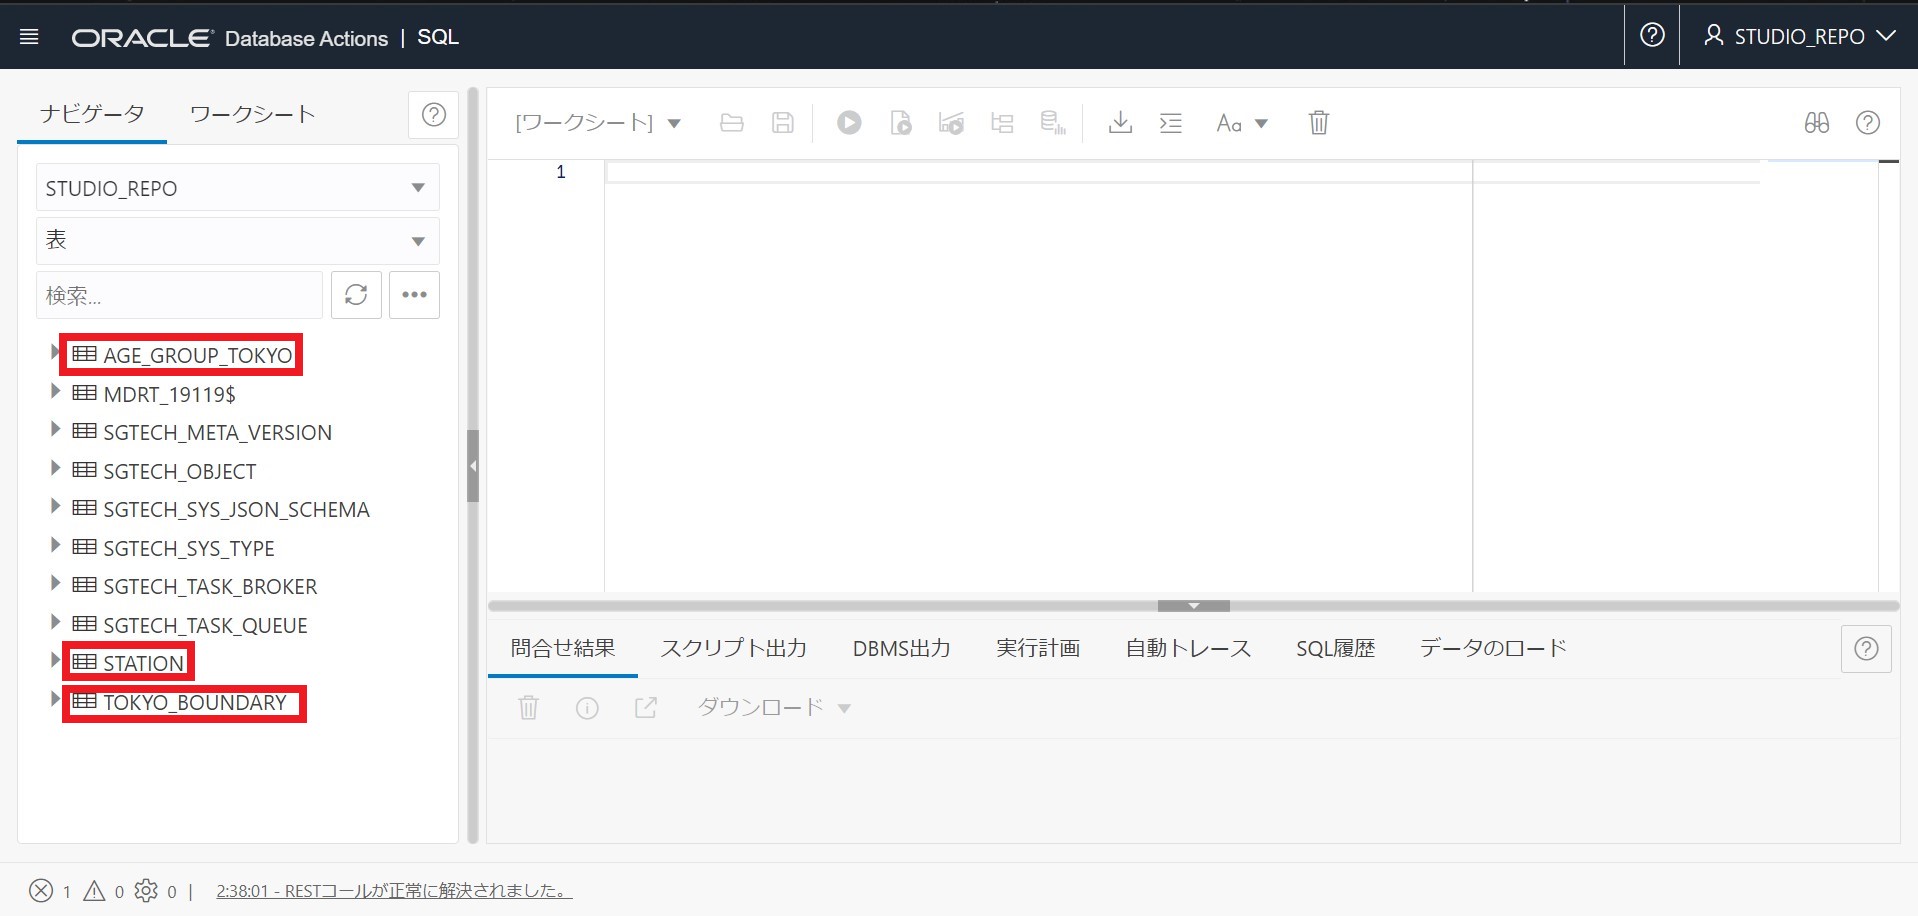 ORACLE Database Actions | SQL
STUDIO_REPO
ナビゲータ ワークシート
[ワークシート]
Aa
STUDIO_REPO
表
検索...
AGE_GROUP_TOKYO
MDRT_19119$
SGTECH_META_VERSION
SGTECH_OBJECT
SGTECH_SYS_JSON_SCHEMA
SGTECH_SYS_TYPE
SGTECH_TASK_BROKER
SGTECH_TASK_QUEUE
STATION
TOKYO_BOUNDARY
1
問合せ結果 スクリプト出力 DBMS出力 実行計画 自動トレース SQL履歴 データのロード
ダウンロード
1 0 0 | 2:38:01 - RESTコールが正常に解決されました。